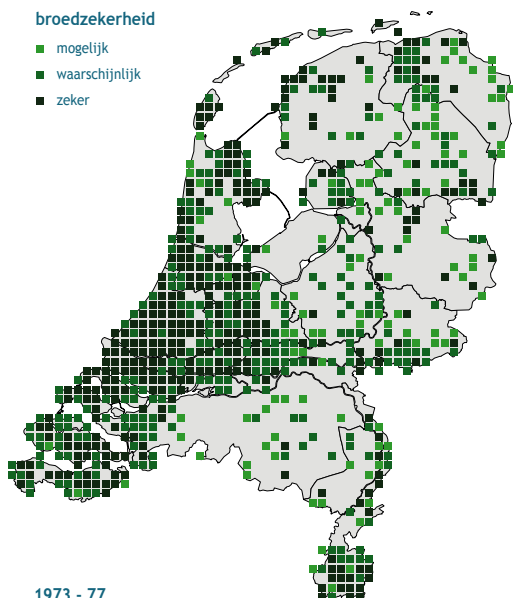 broedzekerheid
mogelijk
waarschijnlijk
zeker
1973 - 77